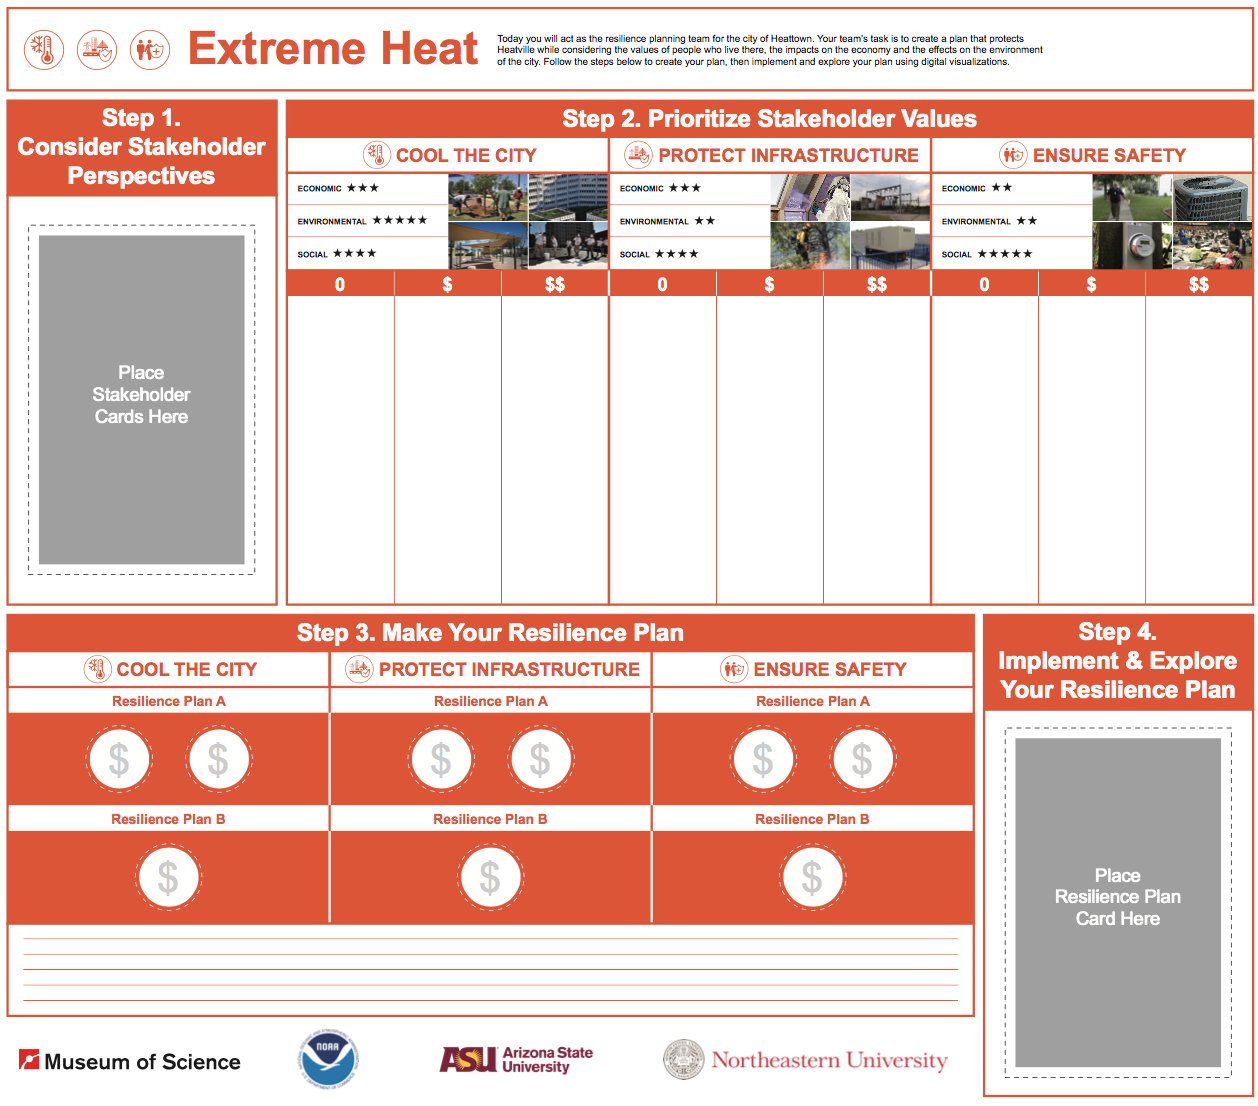 Extreme Heat
Today you will act as the resilience planning team for the city of Heattown. Your team's task is to create a plan that protects
Heatville while considering the values of people who live there, the impacts on the economy and the effects on the environment
of the city. Follow the steps below to create your plan, then implement and explore your plan using digital visualizations.
Step 1.
Consider Stakeholder
Perspectives
Place
Stakeholder
Cards Here
Step 2. Prioritize Stakeholder Values
COOL THE CITY
ECONOMIC ★★★
ENVIRONMENTAL ★★★★★
SOCIAL ★★★★
0 $ $$
PROTECT INFRASTRUCTURE
ECONOMIC ★★★
ENVIRONMENTAL ★★
SOCIAL ★★★★
0 $ $$
ENSURE SAFETY
ECONOMIC ★★
ENVIRONMENTAL ★★
SOCIAL ★★★★★
0 $ $$
Step 3. Make Your Resilience Plan
COOL THE CITY
PROTECT INFRASTRUCTURE
ENSURE SAFETY
Resilience Plan A
Resilience Plan A
Resilience Plan A
$ $
$ $
$ $
Resilience Plan B
Resilience Plan B
Resilience Plan B
$
$
$
Step 4.
Implement & Explore
Your Resilience Plan
Place
Resilience Plan
Card Here
Museum of Science
NOAA
ASU Arizona State
University
Northeastern University